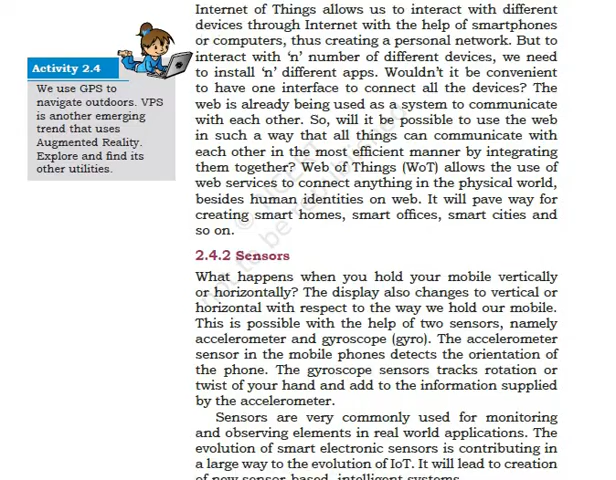 Internet of Things allows us to interact with different
devices through Internet with the help of smartphones
or computers, thus creating a personal network. But to
interact with ‘n’ number of different devices, we need
to install ‘n’ different apps. Wouldn’t it be convenient
to have one interface to connect all the devices? The
web is already being used as a system to communicate
with each other. So, will it be possible to use the web
in such a way that all things can communicate with
each other in the most efficient manner by integrating
them together? Web of Things (WoT) allows the use of
web services to connect anything in the physical world,
besides human identities on web. It will pave way for
creating smart homes, smart offices, smart cities and
so on.
Activity 2.4
We use GPS to
navigate outdoors. VPS
is another emerging
trend that uses
Augmented Reality.
Explore and find its
other utilities.
2.4.2 Sensors
What happens when you hold your mobile vertically
or horizontally? The display also changes to vertical or
horizontal with respect to the way we hold our mobile.
This is possible with the help of two sensors, namely
accelerometer and gyroscope (gyro). The accelerometer
sensor in the mobile phones detects the orientation of
the phone. The gyroscope sensors tracks rotation or
twist of your hand and add to the information supplied
by the accelerometer.
Sensors are very commonly used for monitoring
and observing elements in real world applications. The
evolution of smart electronic sensors is contributing in
a large way to the evolution of IoT. It will lead to creation
of new sensor-based, intelligent systems.